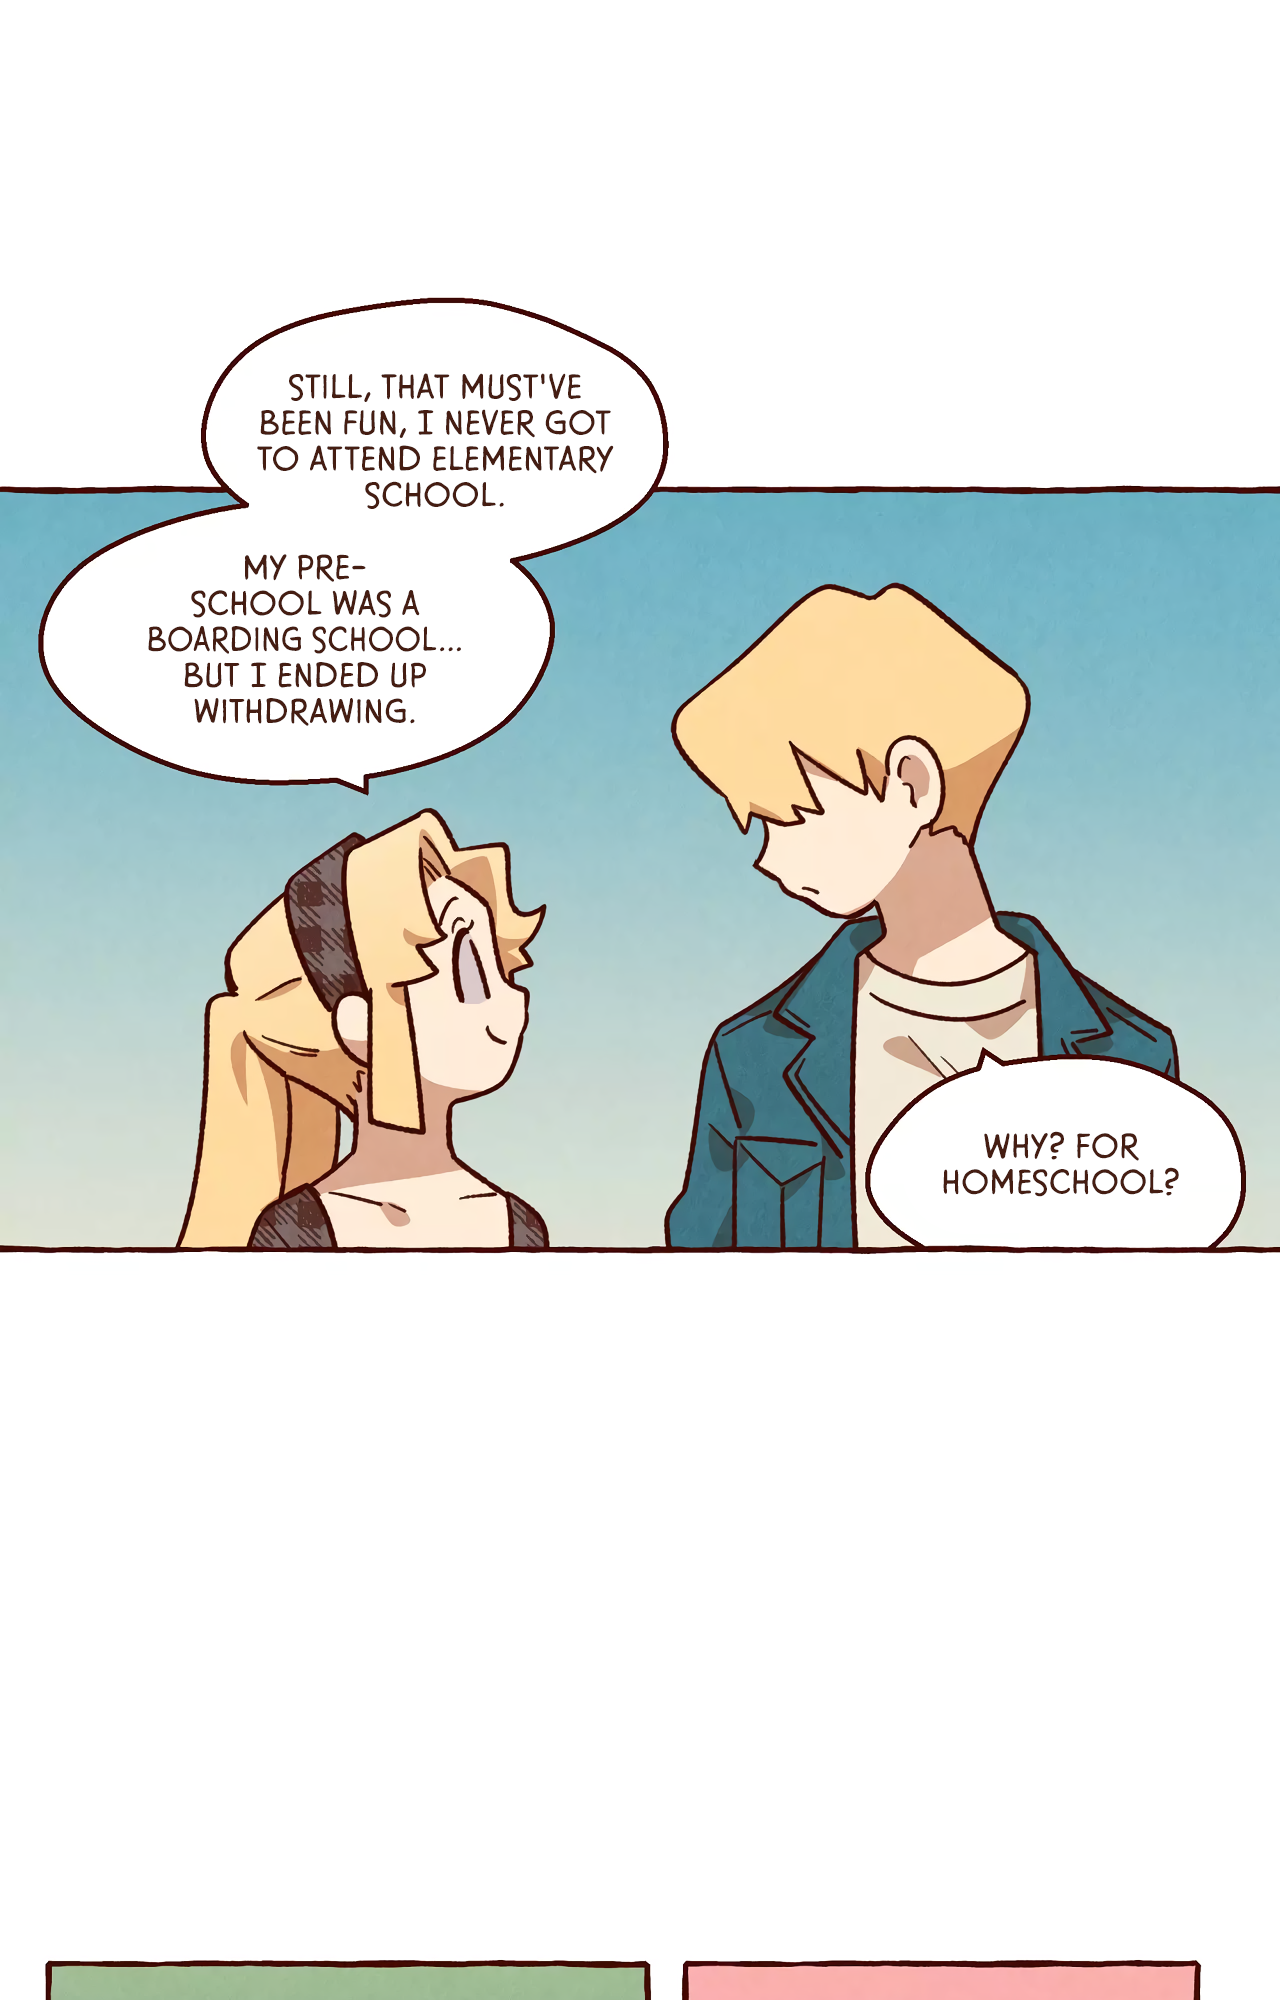 STILL, THAT MUST'VE
BEEN FUN, I NEVER GOT
TO ATTEND ELEMENTARY
SCHOOL.
MY PRE-
SCHOOL WAS A
BOARDING SCHOOL...
BUT I ENDED UP
WITHDRAWING.
WHY? FOR
HOMESCHOOL?